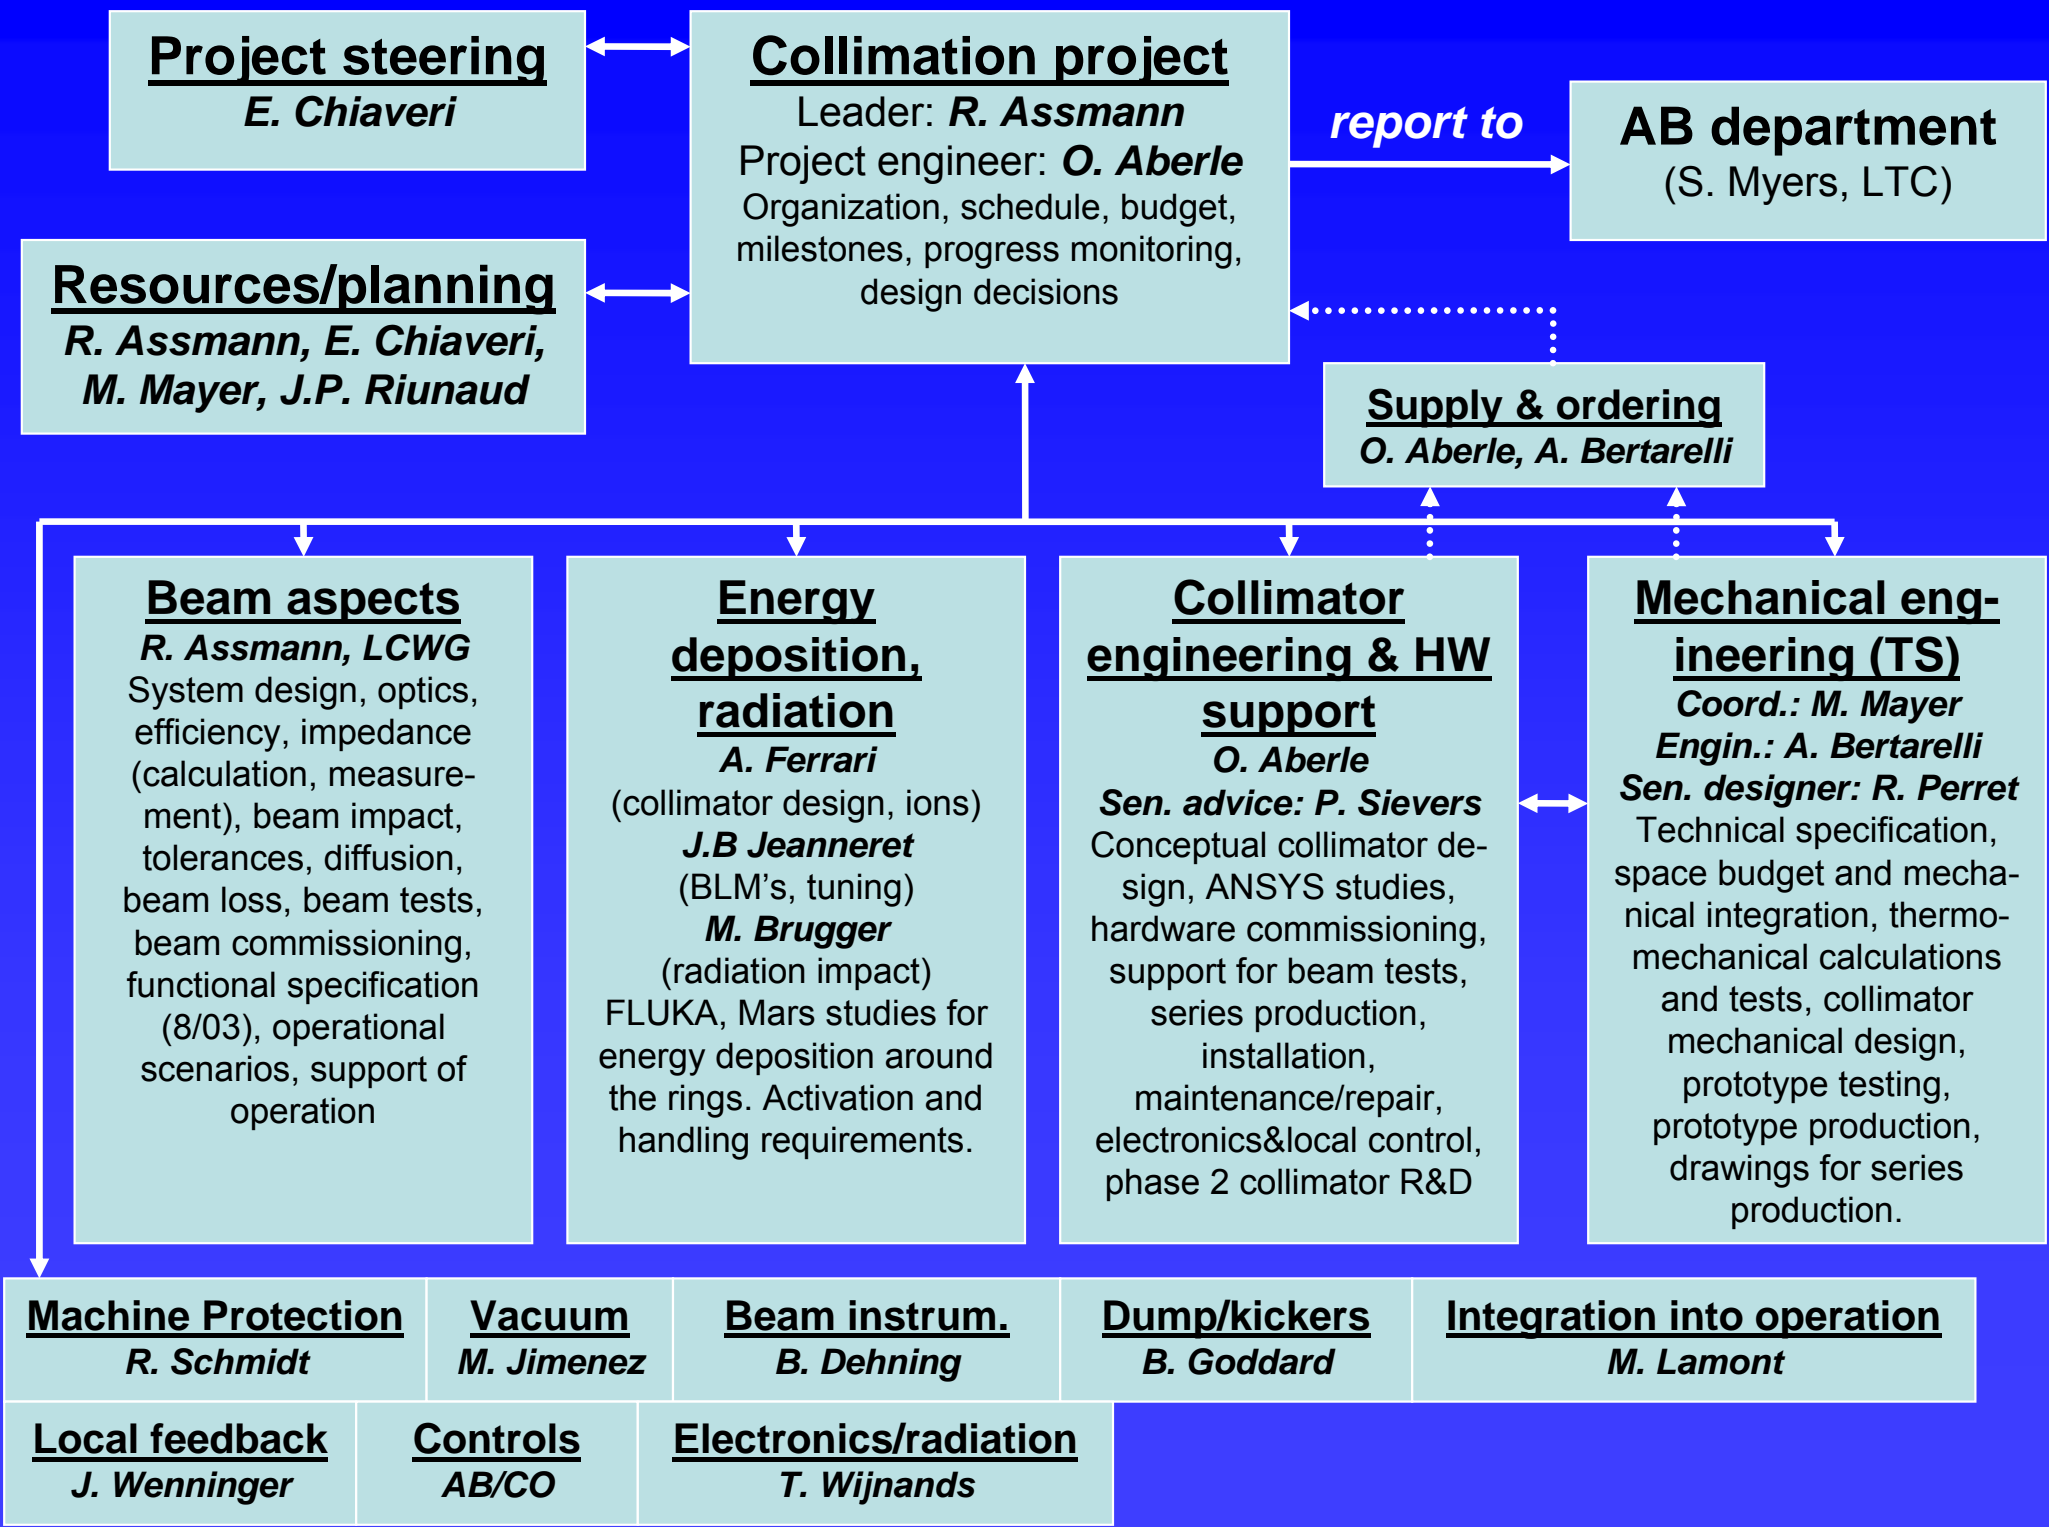 Project steering
E. Chiaveri
Collimation project
Leader: R. Assmann
Project engineer: O. Aberle
Organization, schedule, budget,
milestones, progress monitoring,
design decisions
report to
AB department
(S. Myers, LTC)
Resources/planning
R. Assmann, E. Chiaveri,
M. Mayer, J.P. Riunaud
Supply & ordering
O. Aberle, A. Bertarelli
Beam aspects
R. Assmann, LCWG
System design, optics,
efficiency, impedance
(calculation, measure-
ment), beam impact,
tolerances, diffusion,
beam loss, beam tests,
beam commissioning,
functional specification
(8/03), operational
scenarios, support of
operation
Energy
deposition,
radiation
A. Ferrari
(collimator design, ions)
J.B Jeanneret
(BLM's, tuning)
M. Brugger
(radiation impact)
FLUKA, Mars studies for
energy deposition around
the rings. Activation and
handling requirements.
Collimator
engineering & HW
support
O. Aberle
Sen. advice: P. Sievers
Conceptual collimator de-
sign, ANSYS studies,
hardware commissioning,
support for beam tests,
series production,
installation,
maintenance/repair,
electronics&local control,
phase 2 collimator R&D
Mechanical eng-
ineering (TS)
Coord.: M. Mayer
Engin.: A. Bertarelli
Sen. designer: R. Perret
Technical specification,
space budget and mecha-
nical integration, thermo-
mechanical calculations
and tests, collimator
mechanical design,
prototype testing,
prototype production,
drawings for series
production.
Machine Protection
R. Schmidt
Vacuum
M. Jimenez
Beam instrum.
B. Dehning
Dump/kickers
B. Goddard
Integration into operation
M. Lamont
Local feedback
J. Wenninger
Controls
AB/CO
Electronics/radiation
T. Wijnands